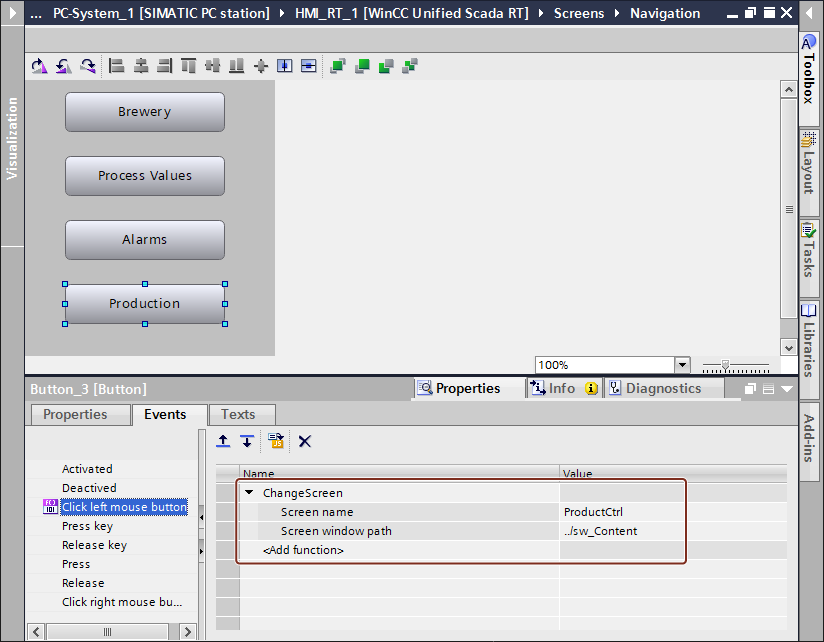 ... PC-System_1 [SIMATIC PC station] HMI_RT_1 [WinCC Unified Scada RT] Screens Navigation
Visualization
Brewery
Process Values
Alarms
Production
100%
Toolbox
Layout
Tasks
Libraries
Add-ins
Button_3 [Button]
Properties Info Diagnostics
Properties Events Texts
Activated
Deactived
Click left mouse button
Press key
Release key
Press
Release
Click right mouse bu...
Name Value
ChangeScreen
Screen name ProductCtrl
Screen window path ../sw_Content
<Add function>